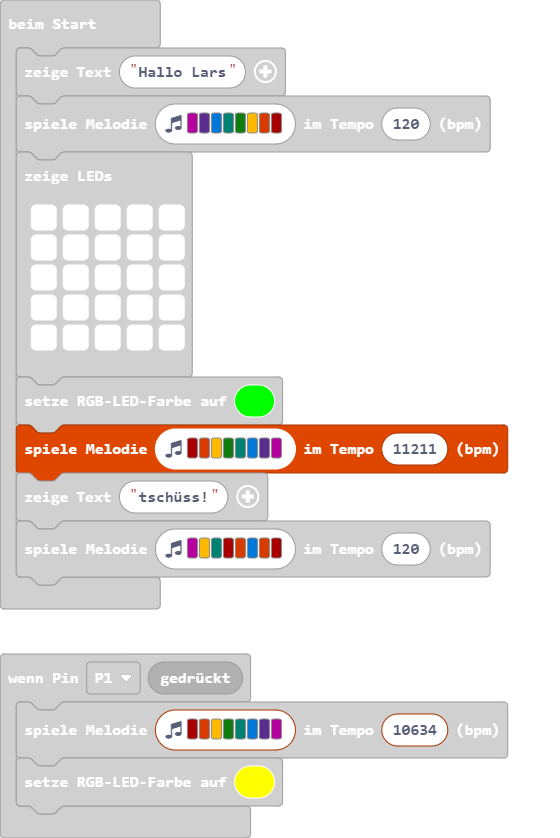 beim Start
zeige Text "Hallo Lars"
spiele Melodie im Tempo 120 (bpm)
zeige LEDs
setze RGB-LED-Farbe auf
spiele Melodie im Tempo 11211 (bpm)
zeige Text "tschüss!"
spiele Melodie im Tempo 120 (bpm)
wenn Pin P1 gedrückt
spiele Melodie im Tempo 10634 (bpm)
setze RGB-LED-Farbe auf